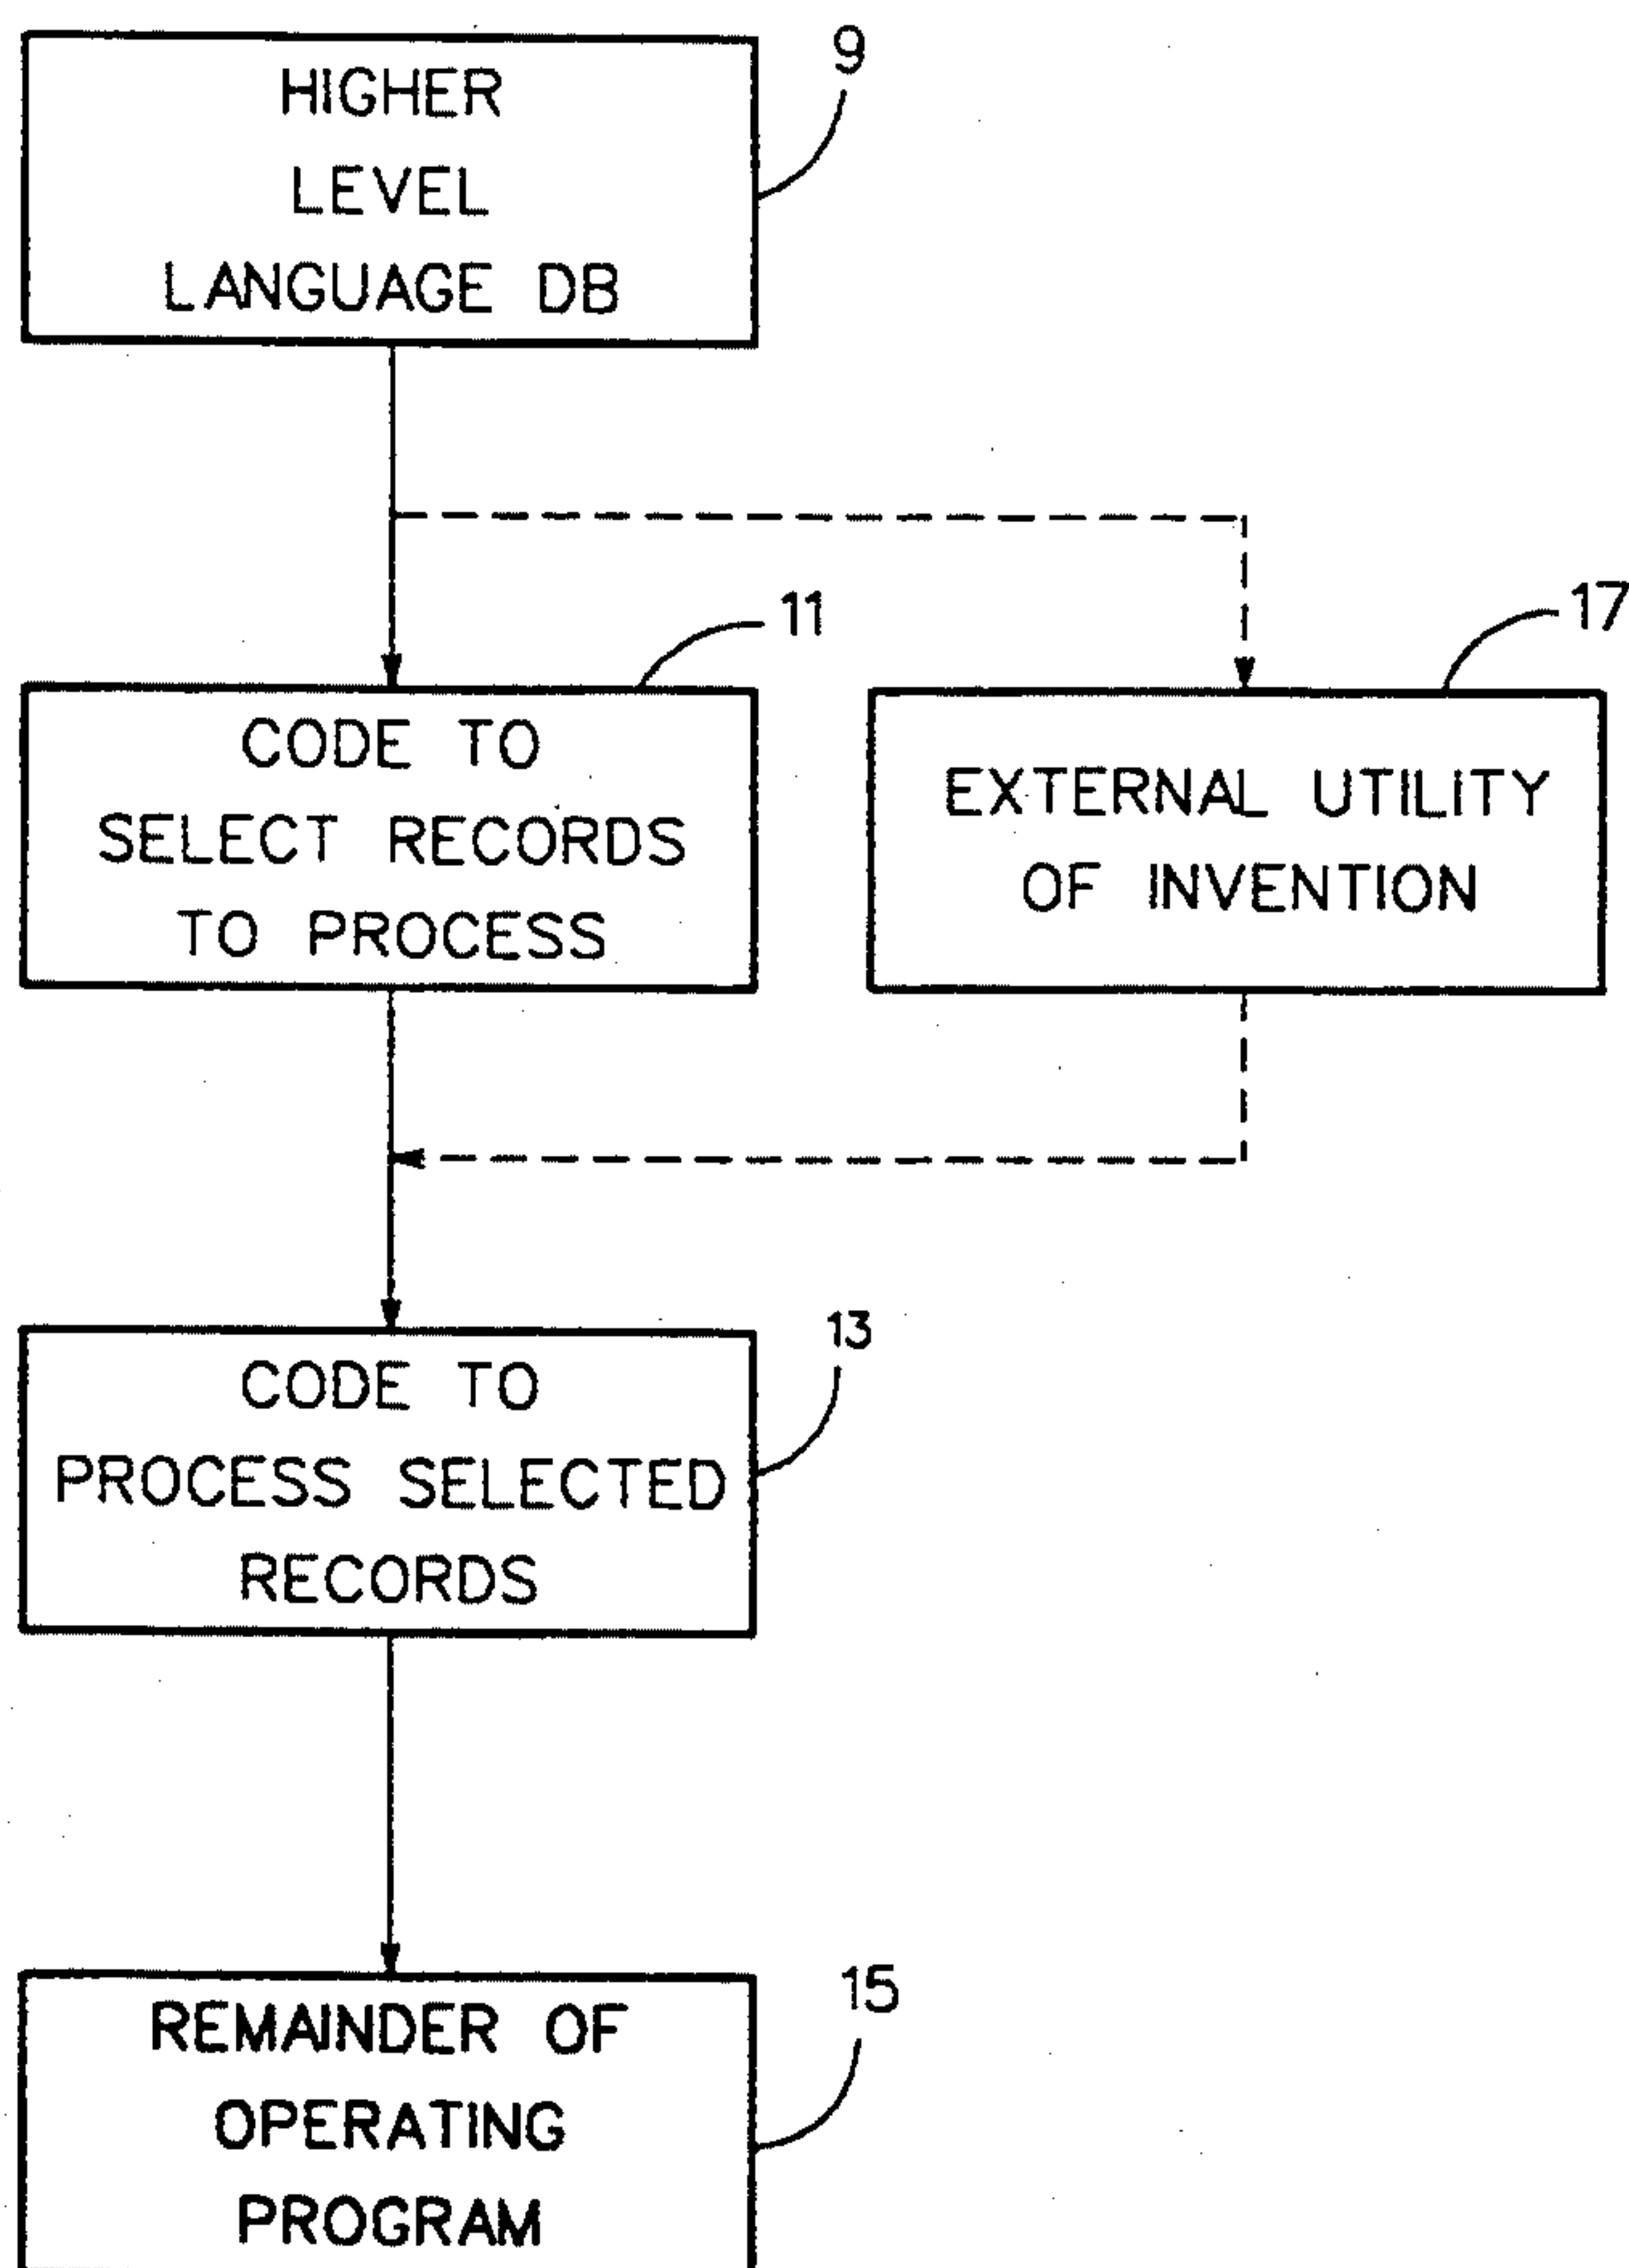 9
HIGHER
LEVEL
LANGUAGE DB
11
17
CODE TO
SELECT RECORDS
TO PROCESS
EXTERNAL UTILITY
OF INVENTION
13
CODE TO
PROCESS SELECTED
RECORDS
15
REMAINDER OF
OPERATING
PROGRAM